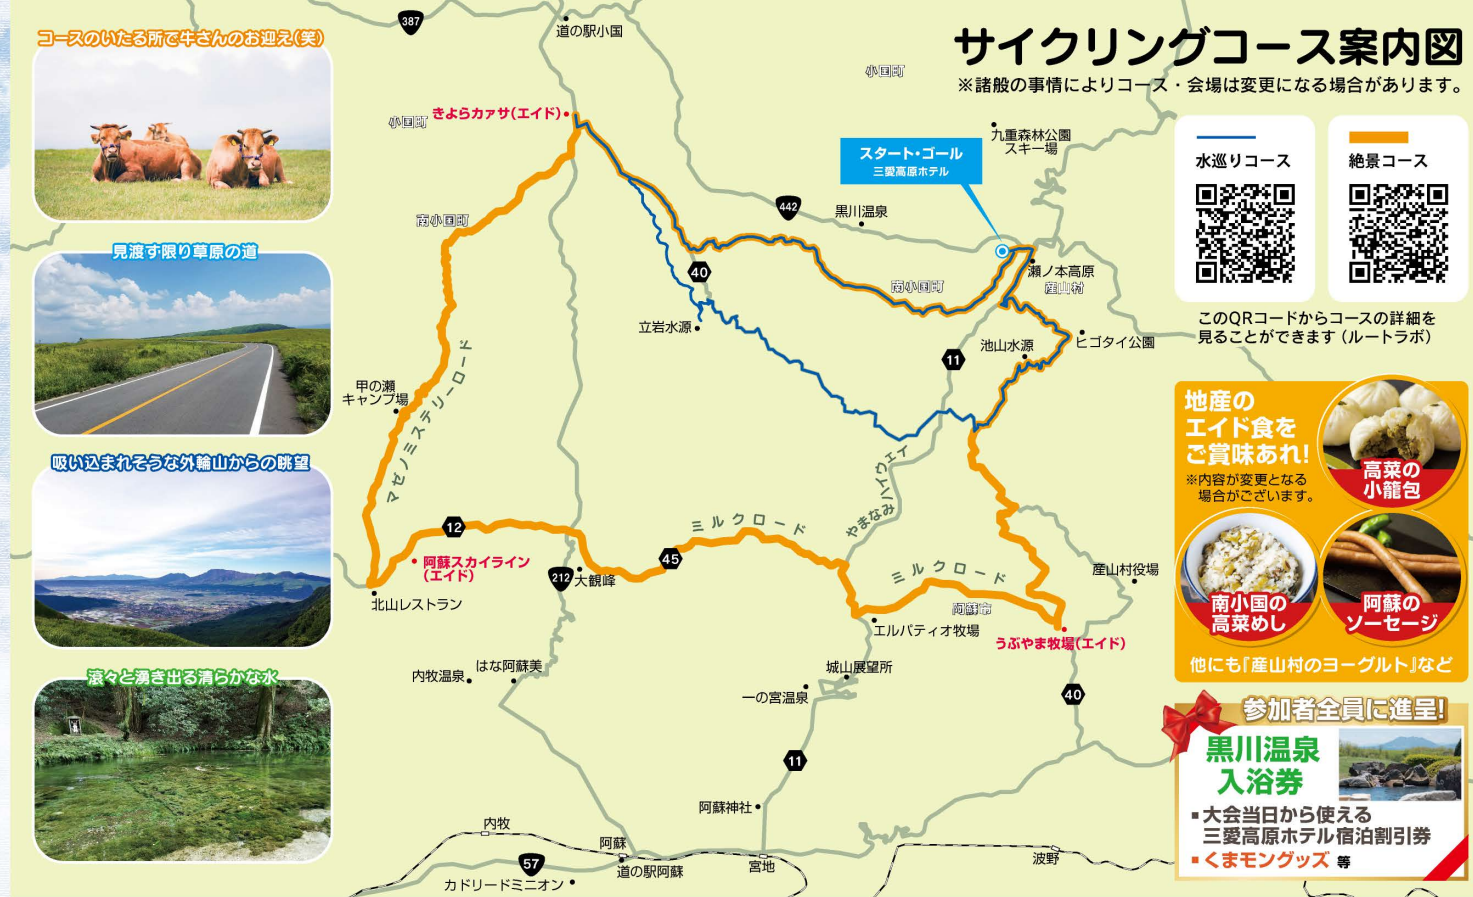 サイクリングコース案内図
※諸般の事情によりコース・会場は変更になる場合があります。
コースのいたる所で牛さんのお迎え(笑)
見渡す限り草原の道
吸い込まれそうな外輪山からの眺望
滾々と湧き出る清らかな水
387
道の駅小国
小国町
小国町
きよらカァサ(エイド)
九重森林公園
スキー場
スタート・ゴール
三愛高原ホテル
442
黒川温泉
南小国町
40
南小国町
瀬ノ本高原
産山村
立岩水源
池山水源
ヒゴタイ公園
11
甲の瀬
キャンプ場
マゼノミステリーロード
やまなみハイウェイ
12
ミルクロード
45
阿蘇スカイライン
(エイド)
212
大観峰
北山レストラン
ミルクロード
阿蘇市
産山村役場
エルパティオ牧場
うぶやま牧場(エイド)
内牧温泉
はな阿蘇美
城山展望所
一の宮温泉
40
11
阿蘇神社
内牧
阿蘇
57
道の駅阿蘇
宮地
波野
カドリードミニオン
水巡りコース
絶景コース
このQRコードからコースの詳細を
見ることができます(ルートラボ)
地産の
エイド食を
ご賞味あれ!
※内容が変更となる
場合がございます。
高菜の
小籠包
南小国の
高菜めし
阿蘇の
ソーセージ
他にも『産山村のヨーグルト』など
参加者全員に進呈!
黒川温泉
入浴券
▪大会当日から使える
三愛高原ホテル宿泊割引券
▪くまモングッズ 等